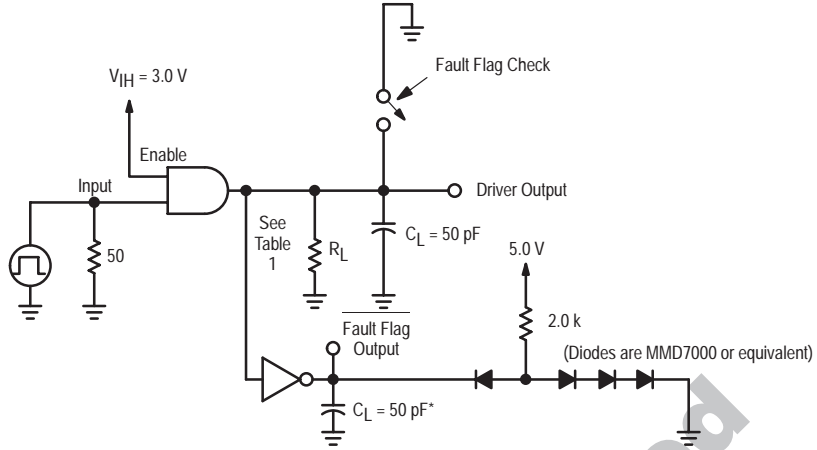 Fault Flag Check
VIH = 3.0 V
Enable
Input
Driver Output
See
Table
1
RL
CL = 50 pF
50
5.0 V
Fault Flag
Output
2.0 k
(Diodes are MMD7000 or equivalent)
CL = 50 pF*